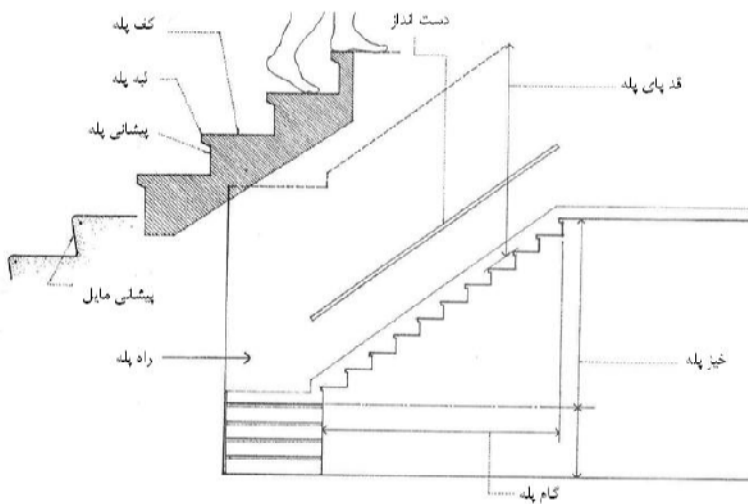 کف پله
دست انداز
لبه پله
قد پای پله
پیشانی پله
پیشانی مایل
راه پله
خیز پله
گام پله